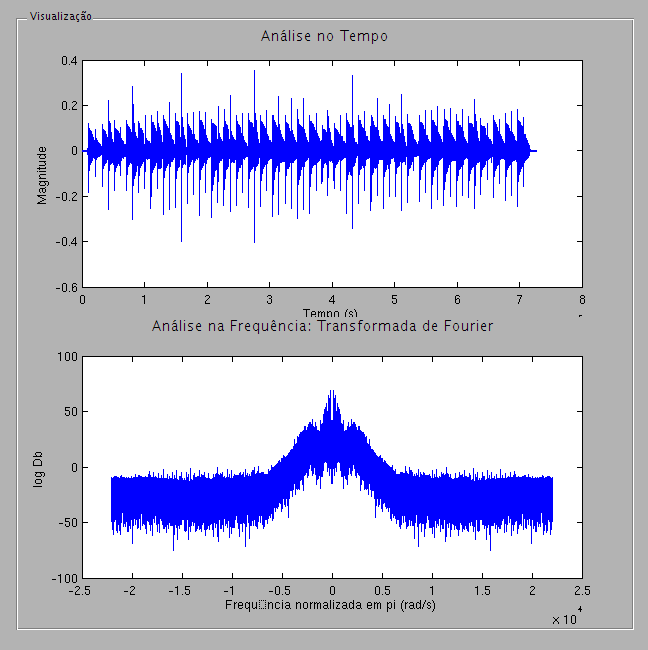 Visualização
Análise no Tempo
0.4
0.2
0
-0.2
-0.4
-0.6
Magnitude
0 1 2 3 4 5 6 7 8
Tempo (s)
Análise na Frequência: Transformada de Fourier
100
50
0
-50
-100
log Db
-2.5 -2 -1.5 -1 -0.5 0 0.5 1 1.5 2 2.5
Frequ□ncia normalizada em pi (rad/s)
x 10 4